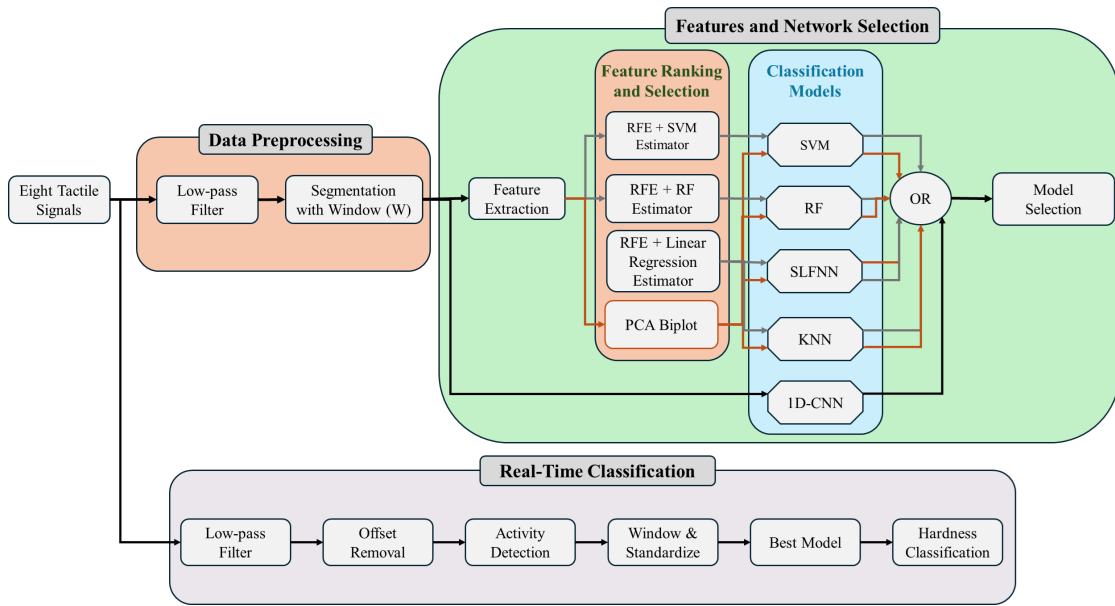 Features and Network Selection
Feature Ranking
and Selection
Classification
Models
Data Preprocessing
Eight Tactile
Signals
Low-pass
Filter
Segmentation
with Window (W)
Feature
Extraction
RFE + SVM
Estimator
RFE + RF
Estimator
RFE + Linear
Regression
Estimator
PCA Biplot
SVM
RF
SLFNN
KNN
1D-CNN
OR
Model
Selection
Real-Time Classification
Low-pass
Filter
Offset
Removal
Activity
Detection
Window &
Standardize
Best Model
Hardness
Classification